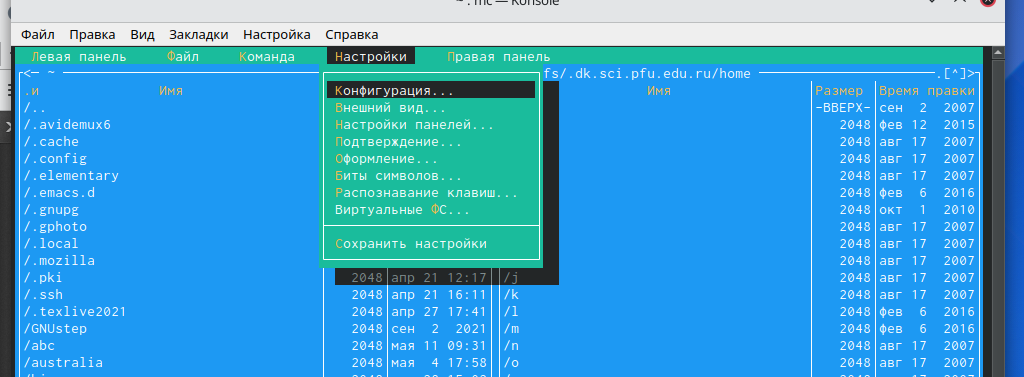 ~ : mc — Konsole
Файл Правка Вид Закладки Настройка Справка
Левая панель Файл Команда Настройки Правая панель
<─ ~ fs/.dk.sci.pfu.edu.ru/home .[^]>
.и Имя Конфигурация... Имя Размер Время правки
/.. Внешний вид... -ВВЕРХ- сен 2 2007
/.avidemux6 Настройки панелей... 2048 фев 12 2015
/.cache Подтверждение... 2048 авг 17 2007
/.config Оформление... 2048 авг 17 2007
/.elementary Биты символов... 2048 авг 17 2007
/.emacs.d Распознавание клавиш... 2048 фев 6 2016
/.gnupg Виртуальные ФС... 2048 окт 1 2010
/.gphoto 2048 авг 17 2007
/.local Сохранить настройки 2048 авг 17 2007
/.mozilla 2048 авг 17 2007
/.pki 2048 апр 21 12:17 /j 2048 авг 17 2007
/.ssh 2048 апр 21 16:11 /k 2048 авг 17 2007
/.texlive2021 2048 апр 27 17:41 /l 2048 фев 6 2016
/GNUstep 2048 сен 2 2021 /m 2048 фев 6 2016
/abc 2048 мая 11 09:31 /n 2048 авг 17 2007
/australia 2048 мая 4 17:58 /o 2048 авг 17 2007